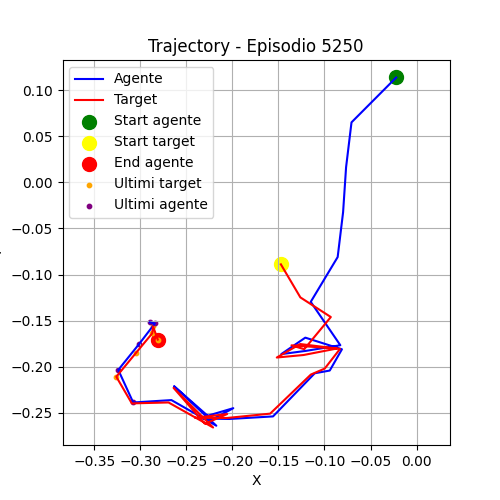 Trajectory - Episodio 5250
Agente
Target
Start agente
Start target
End agente
Ultimi target
Ultimi agente
0.10
0.05
0.00
−0.05
−0.10
−0.15
−0.20
−0.25
−0.35 −0.30 −0.25 −0.20 −0.15 −0.10 −0.05 0.00
X